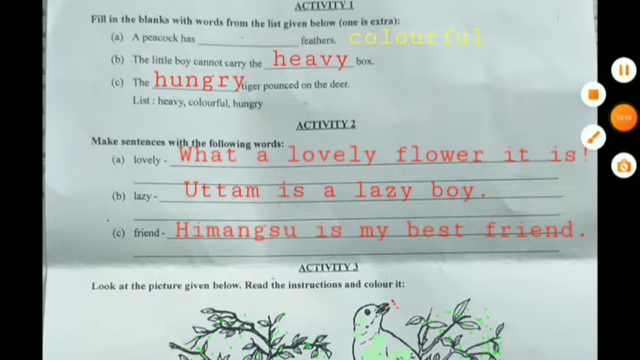 ACTIVITY 1
Fill in the blanks with words from the list given below (one is extra):
(a) A peacock has ____________ feathers. colourful
(b) The little boy cannot carry the heavy box.
(c) The hungry tiger pounced on the deer.
List : heavy, colourful, hungry
ACTIVITY 2
Make sentences with the following words:
(a) lovely - What a lovely flower it is!
(b) lazy - Uttam is a lazy boy.
(c) friend - Himangsu is my best friend.
ACTIVITY 3
Look at the picture given below. Read the instructions and colour it: